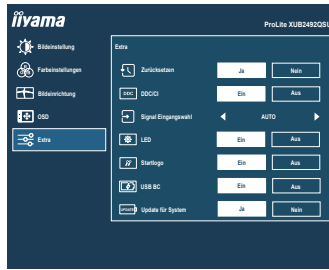 iiyama
ProLite XUB2492QSU
Bildeinstellung
Farbeinstellungen
Bildeinrichtung
OSD
Extra
Extra
Zurücksetzen Ja Nein
DDC DDC/CI Ein Aus
Signal Eingangswahl AUTO
LED Ein Aus
Startlogo Ein Aus
USB BC Ein Aus
UPDATE Update für System Ja Nein